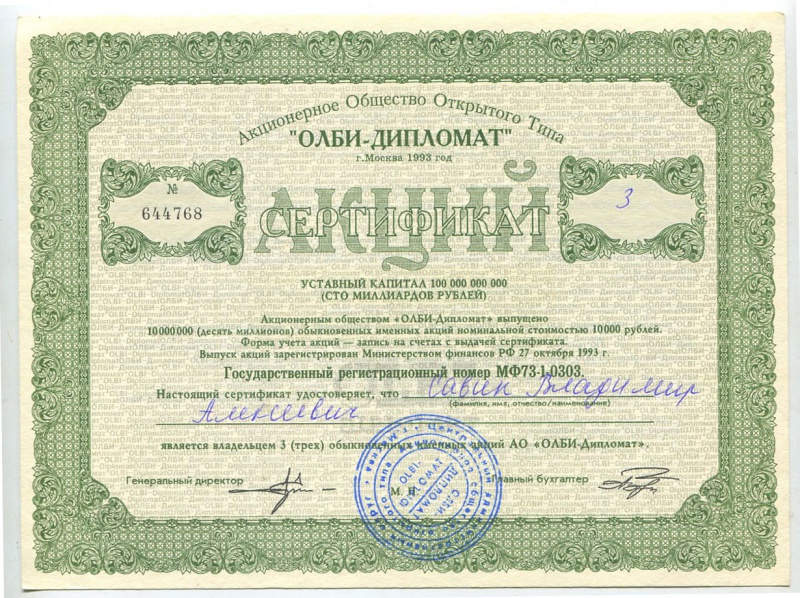 Акционерное Общество Открытого Типа
"ОЛБИ-ДИПЛОМАТ"
г.Москва 1993 год
№
644768
АКЦИЙ
СЕРТИФИКАТ
3
УСТАВНЫЙ КАПИТАЛ 100 000 000 000
(СТО МИЛЛИАРДОВ РУБЛЕЙ)
Акционерным обществом «ОЛБИ-Дипломат» выпущено
10000000 (десять миллионов) обыкновенных именных акций номинальной стоимостью 10000 рублей.
Форма учета акций — запись на счетах с выдачей сертификата.
Выпуск акций зарегистрирован Министерством финансов РФ 27 октября 1993 г.
Государственный регистрационный номер МФ73-1-0303.
Настоящий сертификат удостоверяет, что Савин Владимир
(фамилия, имя, отчество/наименование)
Алексеевич
является владельцем 3 (трех) обыкновенных именных акций АО «ОЛБИ-Дипломат».
Генеральный директор
М. П.
Главный бухгалтер